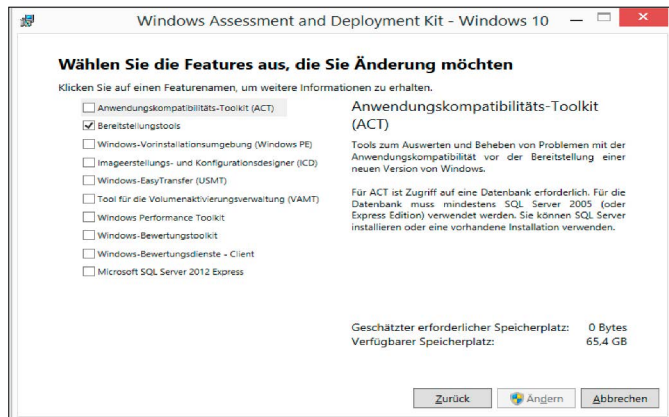 Windows Assessment and Deployment Kit - Windows 10
Wählen Sie die Features aus, die Sie Änderung möchten
Klicken Sie auf einen Featurenamen, um weitere Informationen zu erhalten.
Anwendungskompatibilitäts-Toolkit (ACT)
Bereitstellungstools
Windows-Vorinstallationsumgebung (Windows PE)
Imageerstellungs- und Konfigurationsdesigner (ICD)
Windows-EasyTransfer (USMT)
Tool für die Volumenaktivierungsverwaltung (VAMT)
Windows Performance Toolkit
Windows-Bewertungstoolkit
Windows-Bewertungsdienste - Client
Microsoft SQL Server 2012 Express
Anwendungskompatibilitäts-Toolkit
(ACT)
Tools zum Auswerten und Beheben von Problemen mit der
Anwendungskompatibilität vor der Bereitstellung einer
neuen Version von Windows.
Für ACT ist Zugriff auf eine Datenbank erforderlich. Für die
Datenbank muss mindestens SQL Server 2005 (oder
Express Edition) verwendet werden. Sie können SQL Server
installieren oder eine vorhandene Installation verwenden.
Geschätzter erforderlicher Speicherplatz: 0 Bytes
Verfügbarer Speicherplatz: 65,4 GB
Zurück Ändern Abbrechen